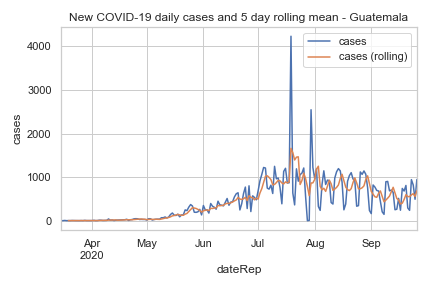 New COVID-19 daily cases and 5 day rolling mean - Guatemala
cases
cases (rolling)
4000
3000
2000
1000
0
cases
Apr
2020
May
Jun
Jul
Aug
Sep
dateRep